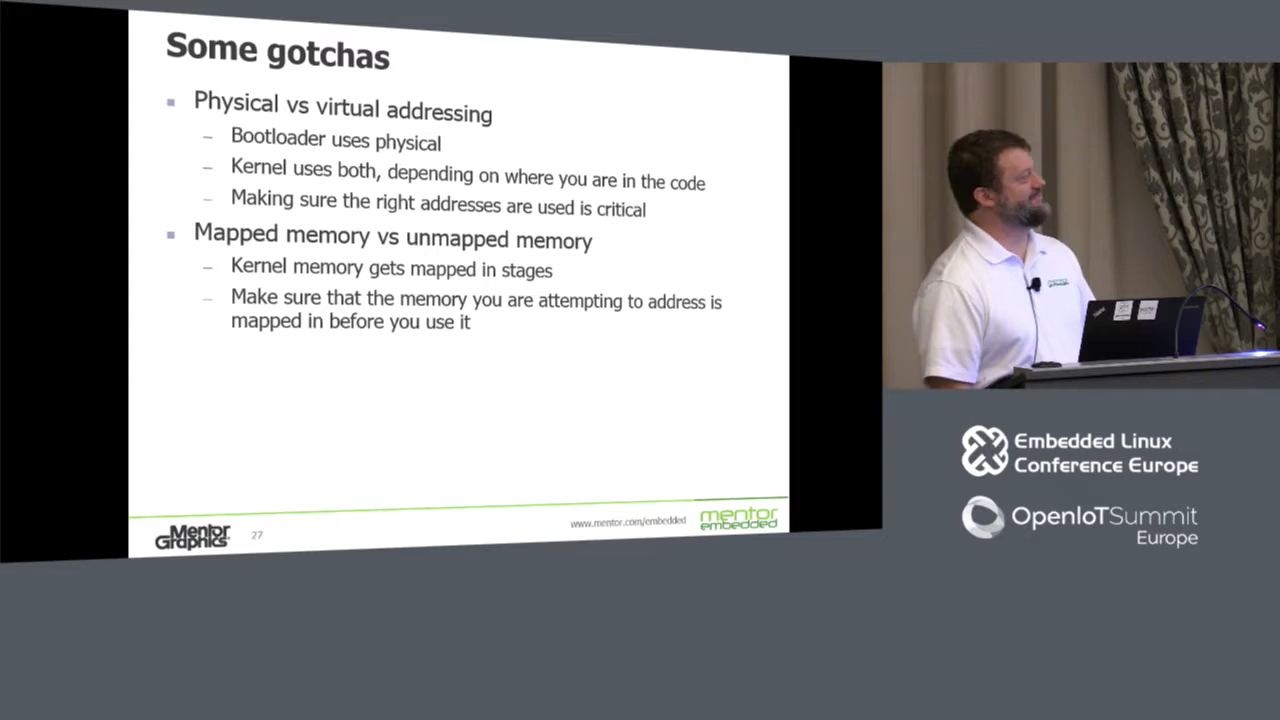 Some gotchas
Physical vs virtual addressing
– Bootloader uses physical
– Kernel uses both, depending on where you are in the code
– Making sure the right addresses are used is critical
Mapped memory vs unmapped memory
– Kernel memory gets mapped in stages
– Make sure that the memory you are attempting to address is
mapped in before you use it
Mentor Graphics
27
www.mentor.com/embedded
mentor embedded
Embedded Linux
Conference Europe
OpenIoTSummit
Europe